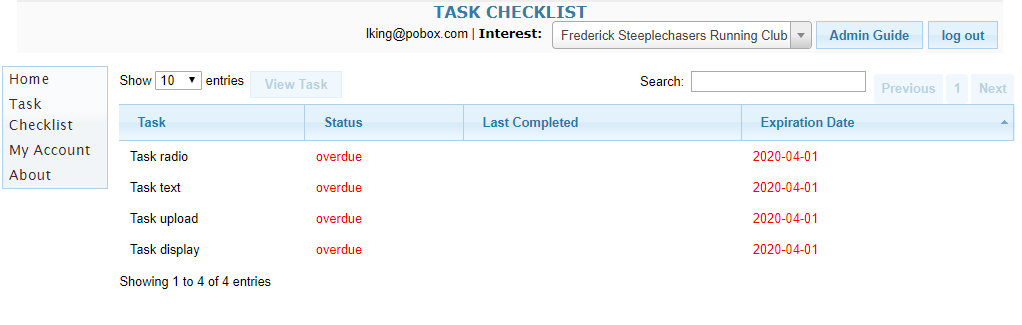 TASK CHECKLIST
lking@pobox.com | Interest: Frederick Steeplechasers Running Club Admin Guide log out
Home
Task
Checklist
My Account
About
Show 10 entries View Task Search: Previous 1 Next
Task Status Last Completed Expiration Date
Task radio overdue 2020-04-01
Task text overdue 2020-04-01
Task upload overdue 2020-04-01
Task display overdue 2020-04-01
Showing 1 to 4 of 4 entries